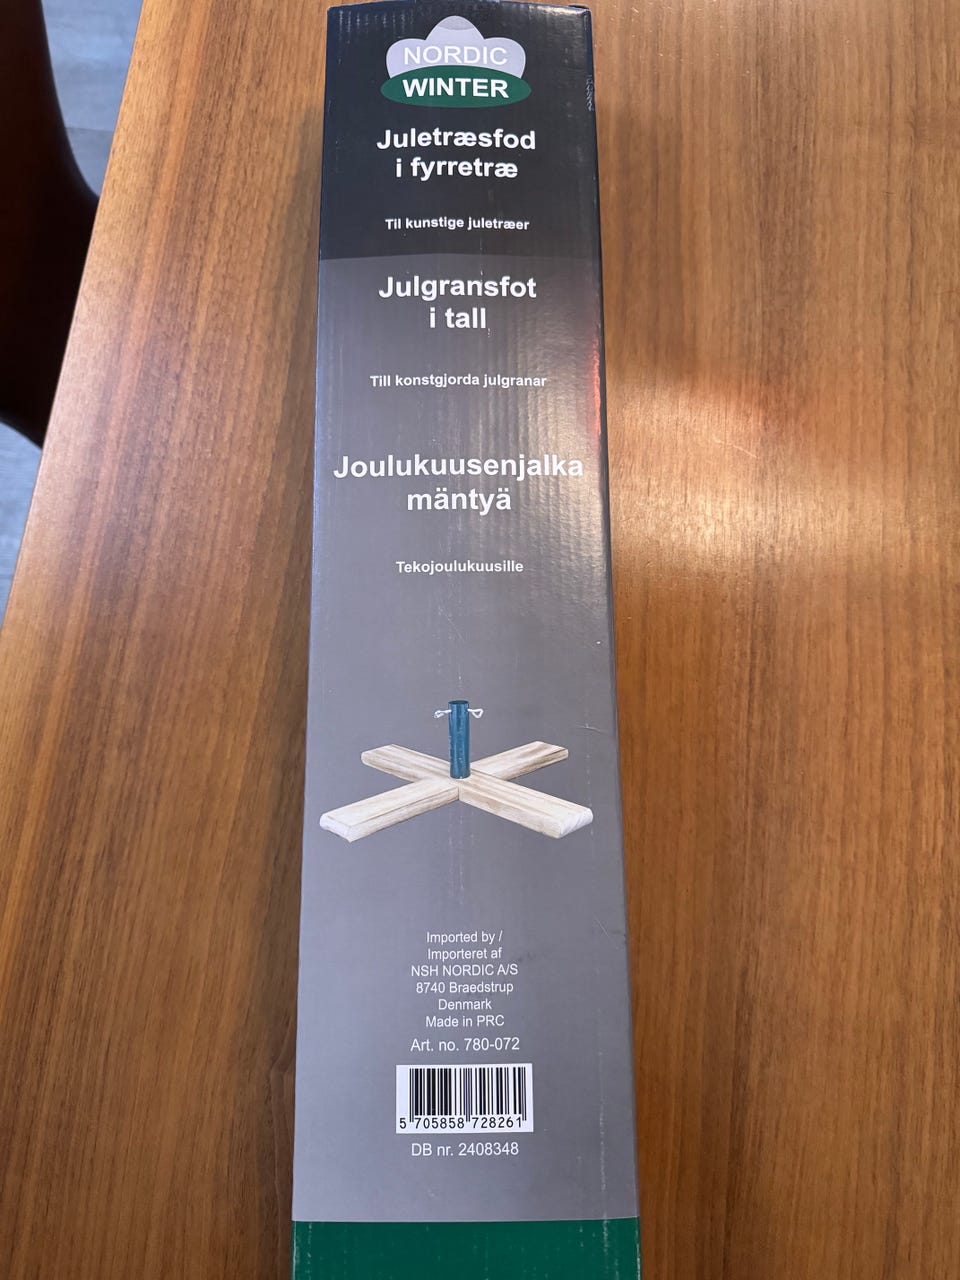 NORDIC
WINTER
Juletræsfod
i fyrretræ
Til kunstige juletræer
Julgransfot
i tall
Till konstgjorda julgranar
Joulukuusenjalka
mäntyä
Tekojoulukuusille
Imported by /
Importeret af
NSH NORDIC A/S
8740 Braedstrup
Denmark
Made in PRC
Art. no. 780-072
5 705858 728261
DB nr. 2408348